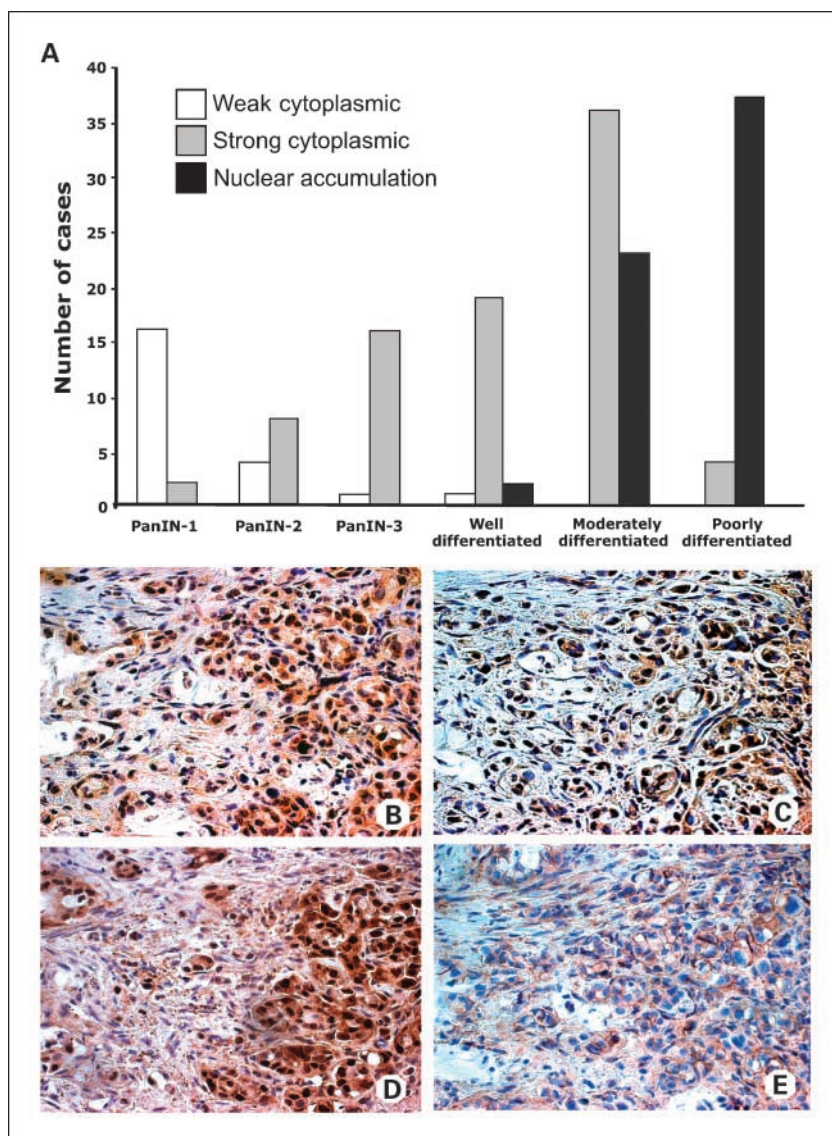 A
40
35
30
25
20
15
10
5
0
Number of cases
Weak cytoplasmic
Strong cytoplasmic
Nuclear accumulation
PanIN-1
PanIN-2
PanIN-3
Well
differentiated
Moderately
differentiated
Poorly
differentiated
B
C
D
E